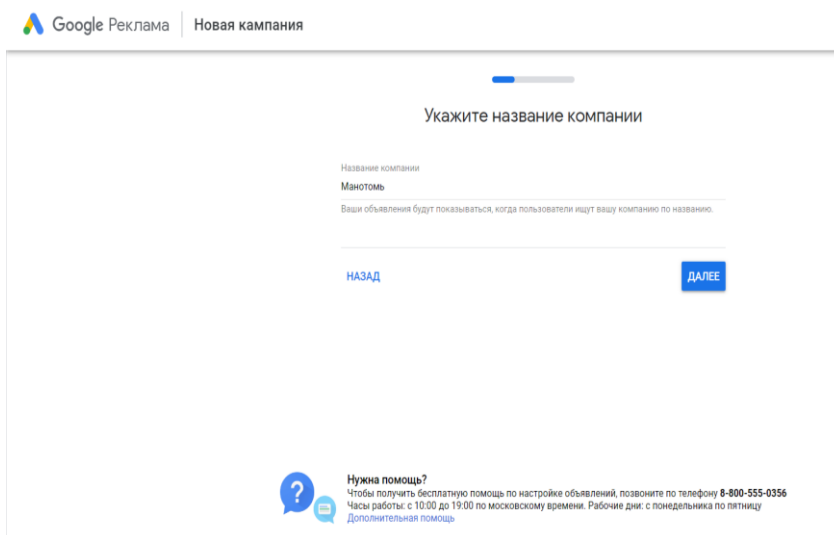 Google Реклама Новая кампания
Укажите название компании
Название компании
Манотомь
Ваши объявления будут показываться, когда пользователи ищут вашу компанию по названию.
НАЗАД ДАЛЕЕ
Нужна помощь?
Чтобы получить бесплатную помощь по настройке объявлений, позвоните по телефону 8-800-555-0356
Часы работы: с 10:00 до 19:00 по московскому времени. Рабочие дни: с понедельника по пятницу
Дополнительная помощь